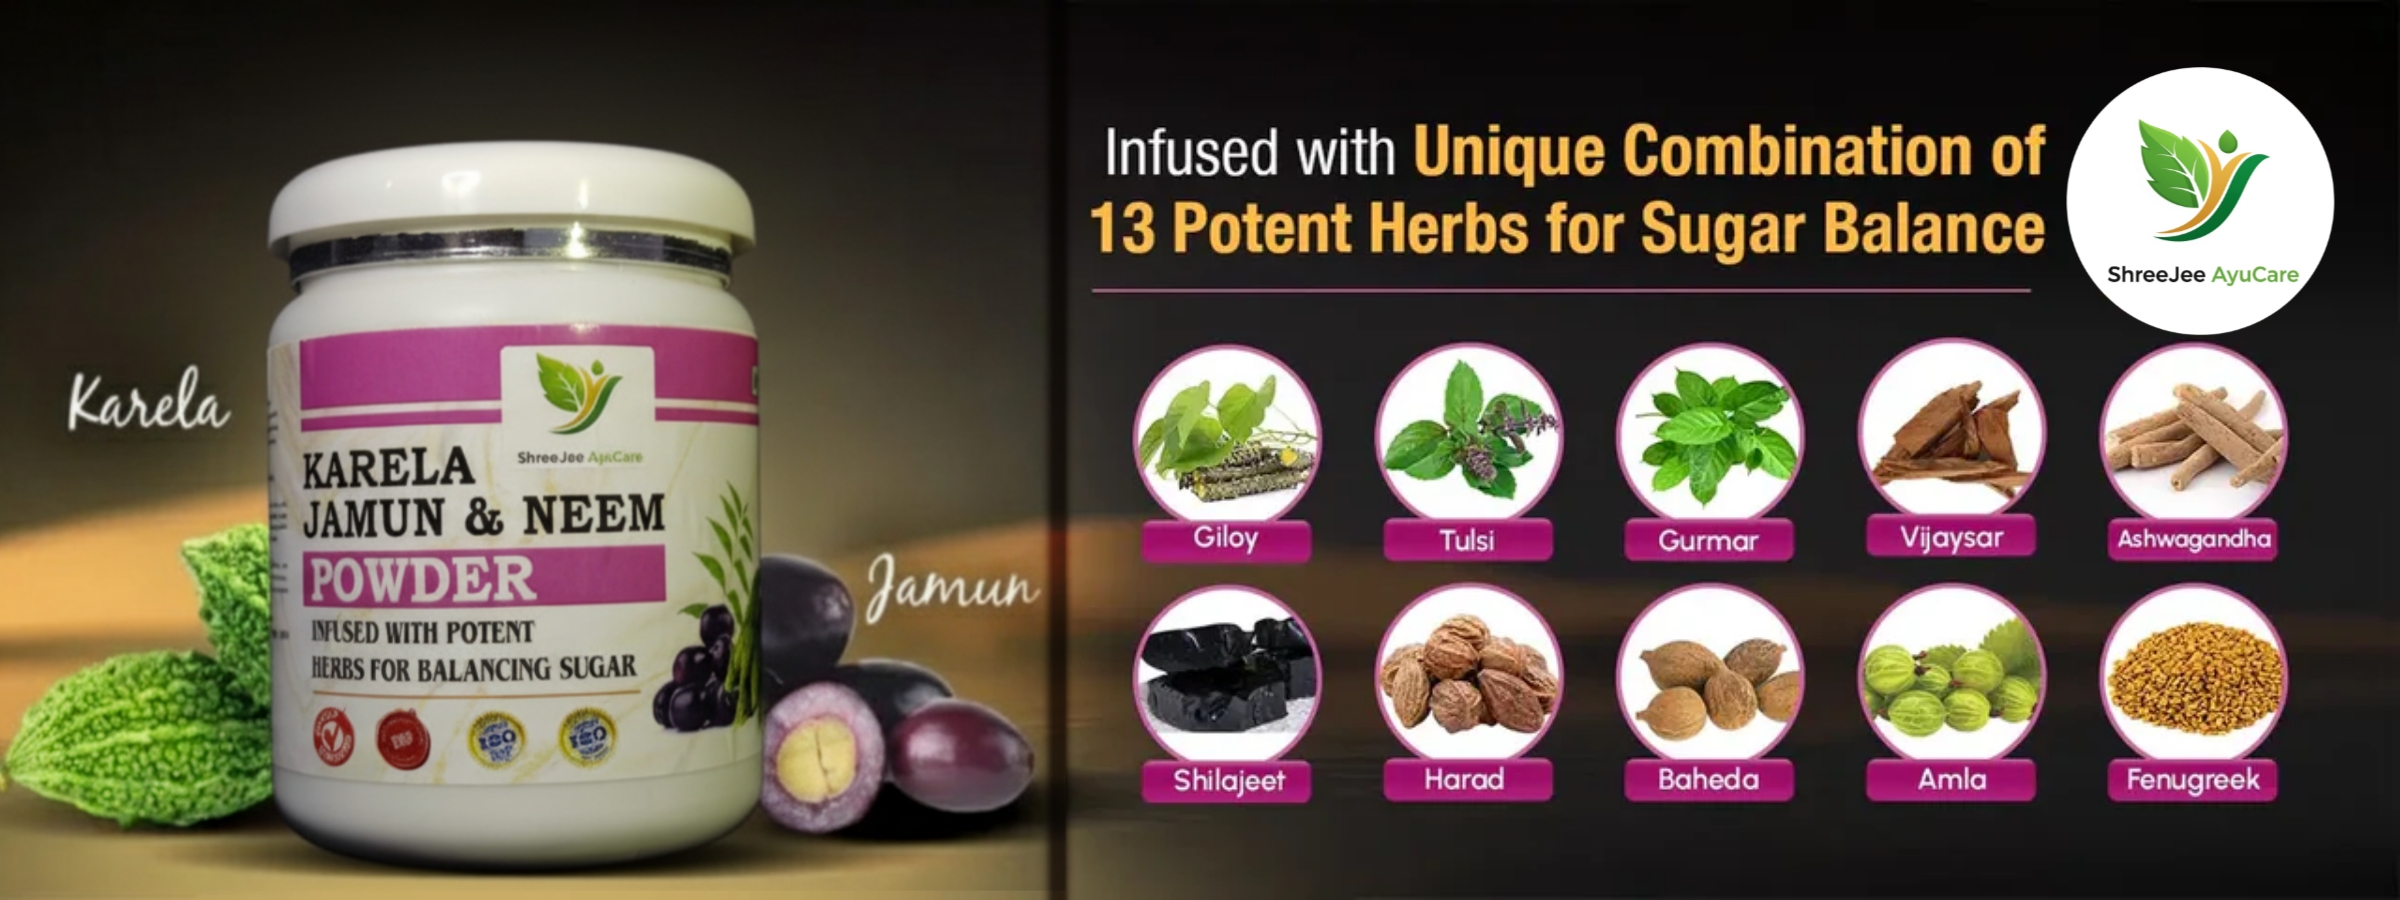 Infused with Unique Combination of
13 Potent Herbs for Sugar Balance
ShreeJee AyuCare
Karela
Jamun
ShreeJee AyuCare
KARELA
JAMUN & NEEM
POWDER
INFUSED WITH POTENT
HERBS FOR BALANCING SUGAR
Giloy
Tulsi
Gurmar
Vijaysar
Ashwagandha
Shilajeet
Harad
Baheda
Amla
Fenugreek